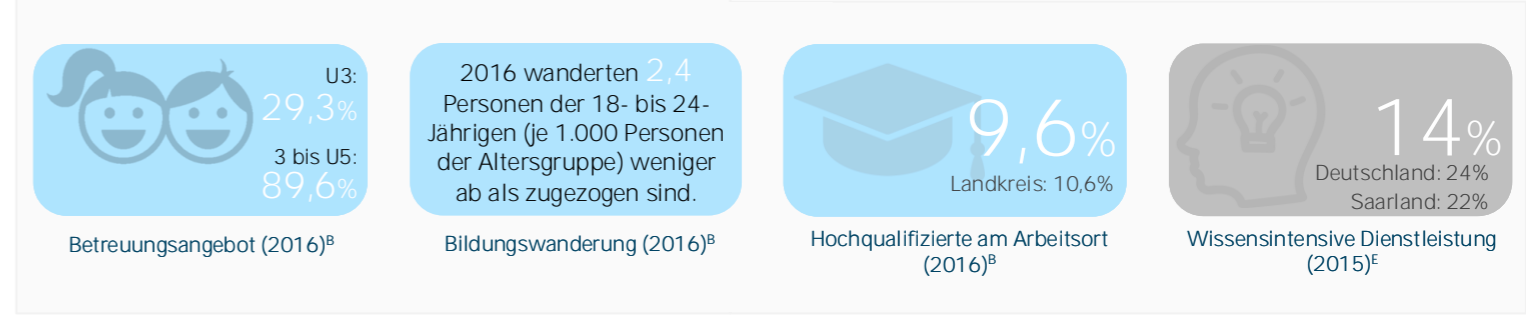 U3:
29,3%
3 bis U5:
89,6%
Betreuungsangebot (2016)ᴮ
2016 wanderten 2,4
Personen der 18- bis 24-
Jährigen (je 1.000 Personen
der Altersgruppe) weniger
ab als zugezogen sind.
Bildungswanderung (2016)ᴮ
9,6%
Landkreis: 10,6%
Hochqualifizierte am Arbeitsort
(2016)ᴮ
14%
Deutschland: 24%
Saarland: 22%
Wissensintensive Dienstleistung
(2015)ᴱ